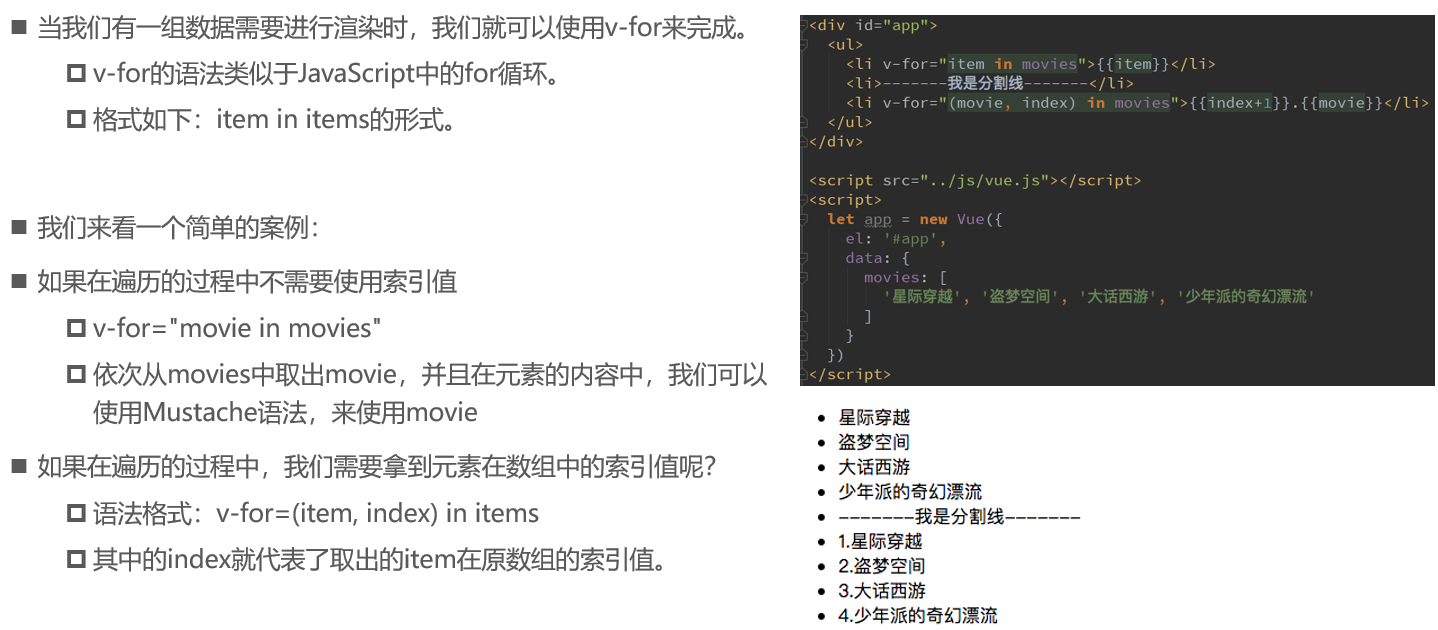 当我们有一组数据需要进行渲染时，我们就可以使用v-for来完成。
v-for的语法类似于JavaScript中的for循环。
格式如下：item in items的形式。
我们来看一个简单的案例：
如果在遍历的过程中不需要使用索引值
v-for="movie in movies"
依次从movies中取出movie，并且在元素的内容中，我们可以
使用Mustache语法，来使用movie
如果在遍历的过程中，我们需要拿到元素在数组中的索引值呢？
语法格式：v-for=(item, index) in items
其中的index就代表了取出的item在原数组的索引值。
<div id="app">
  <ul>
    <li v-for="item in movies">{{item}}</li>
    <li>-------我是分割线-------</li>
    <li v-for="(movie, index) in movies">{{index+1}}.{{movie}}</li>
  </ul>
</div>
<script src="../js/vue.js"></script>
<script>
  let app = new Vue({
    el: '#app',
    data: {
      movies: [
        '星际穿越', '盗梦空间', '大话西游', '少年派的奇幻漂流'
      ]
    }
  })
</script>
星际穿越
盗梦空间
大话西游
少年派的奇幻漂流
-------我是分割线-------
1.星际穿越
2.盗梦空间
3.大话西游
4.少年派的奇幻漂流